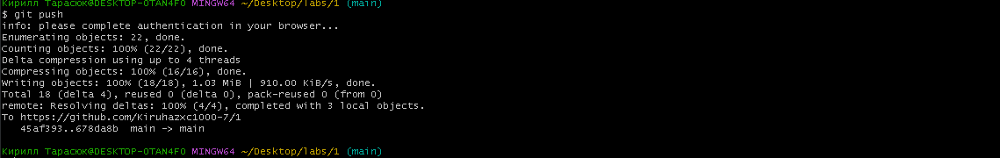 Кирилл Тарасюк@DESKTOP-OTAN4FO MINGW64 ~/Desktop/labs/1 (main)
$ git push
info: please complete authentication in your browser...
Enumerating objects: 22, done.
Counting objects: 100% (22/22), done.
Delta compression using up to 4 threads
Compressing objects: 100% (16/16), done.
Writing objects: 100% (18/18), 1.03 MiB | 910.00 KiB/s, done.
Total 18 (delta 4), reused 0 (delta 0), pack-reused 0 (from 0)
remote: Resolving deltas: 100% (4/4), completed with 3 local objects.
To https://github.com/Kiruhazxc1000-7/1
   45af393..678da8b  main -> main
Кирилл Тарасюк@DESKTOP-OTAN4FO MINGW64 ~/Desktop/labs/1 (main)